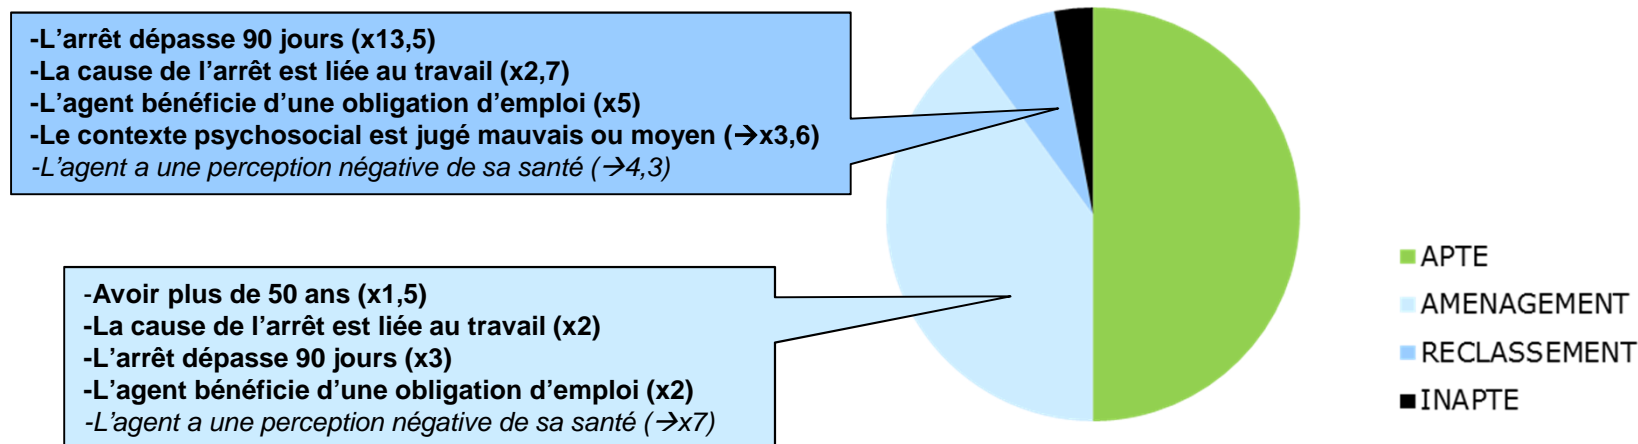 -L'arrêt dépasse 90 jours (x13,5)
-La cause de l'arrêt est liée au travail (x2,7)
-L'agent bénéficie d'une obligation d'emploi (x5)
-Le contexte psychosocial est jugé mauvais ou moyen (→x3,6)
-L'agent a une perception négative de sa santé (→4,3)
-Avoir plus de 50 ans (x1,5)
-La cause de l'arrêt est liée au travail (x2)
-L'arrêt dépasse 90 jours (x3)
-L'agent bénéficie d'une obligation d'emploi (x2)
-L'agent a une perception négative de sa santé (→x7)
APTE
AMENAGEMENT
RECLASSEMENT
INAPTE